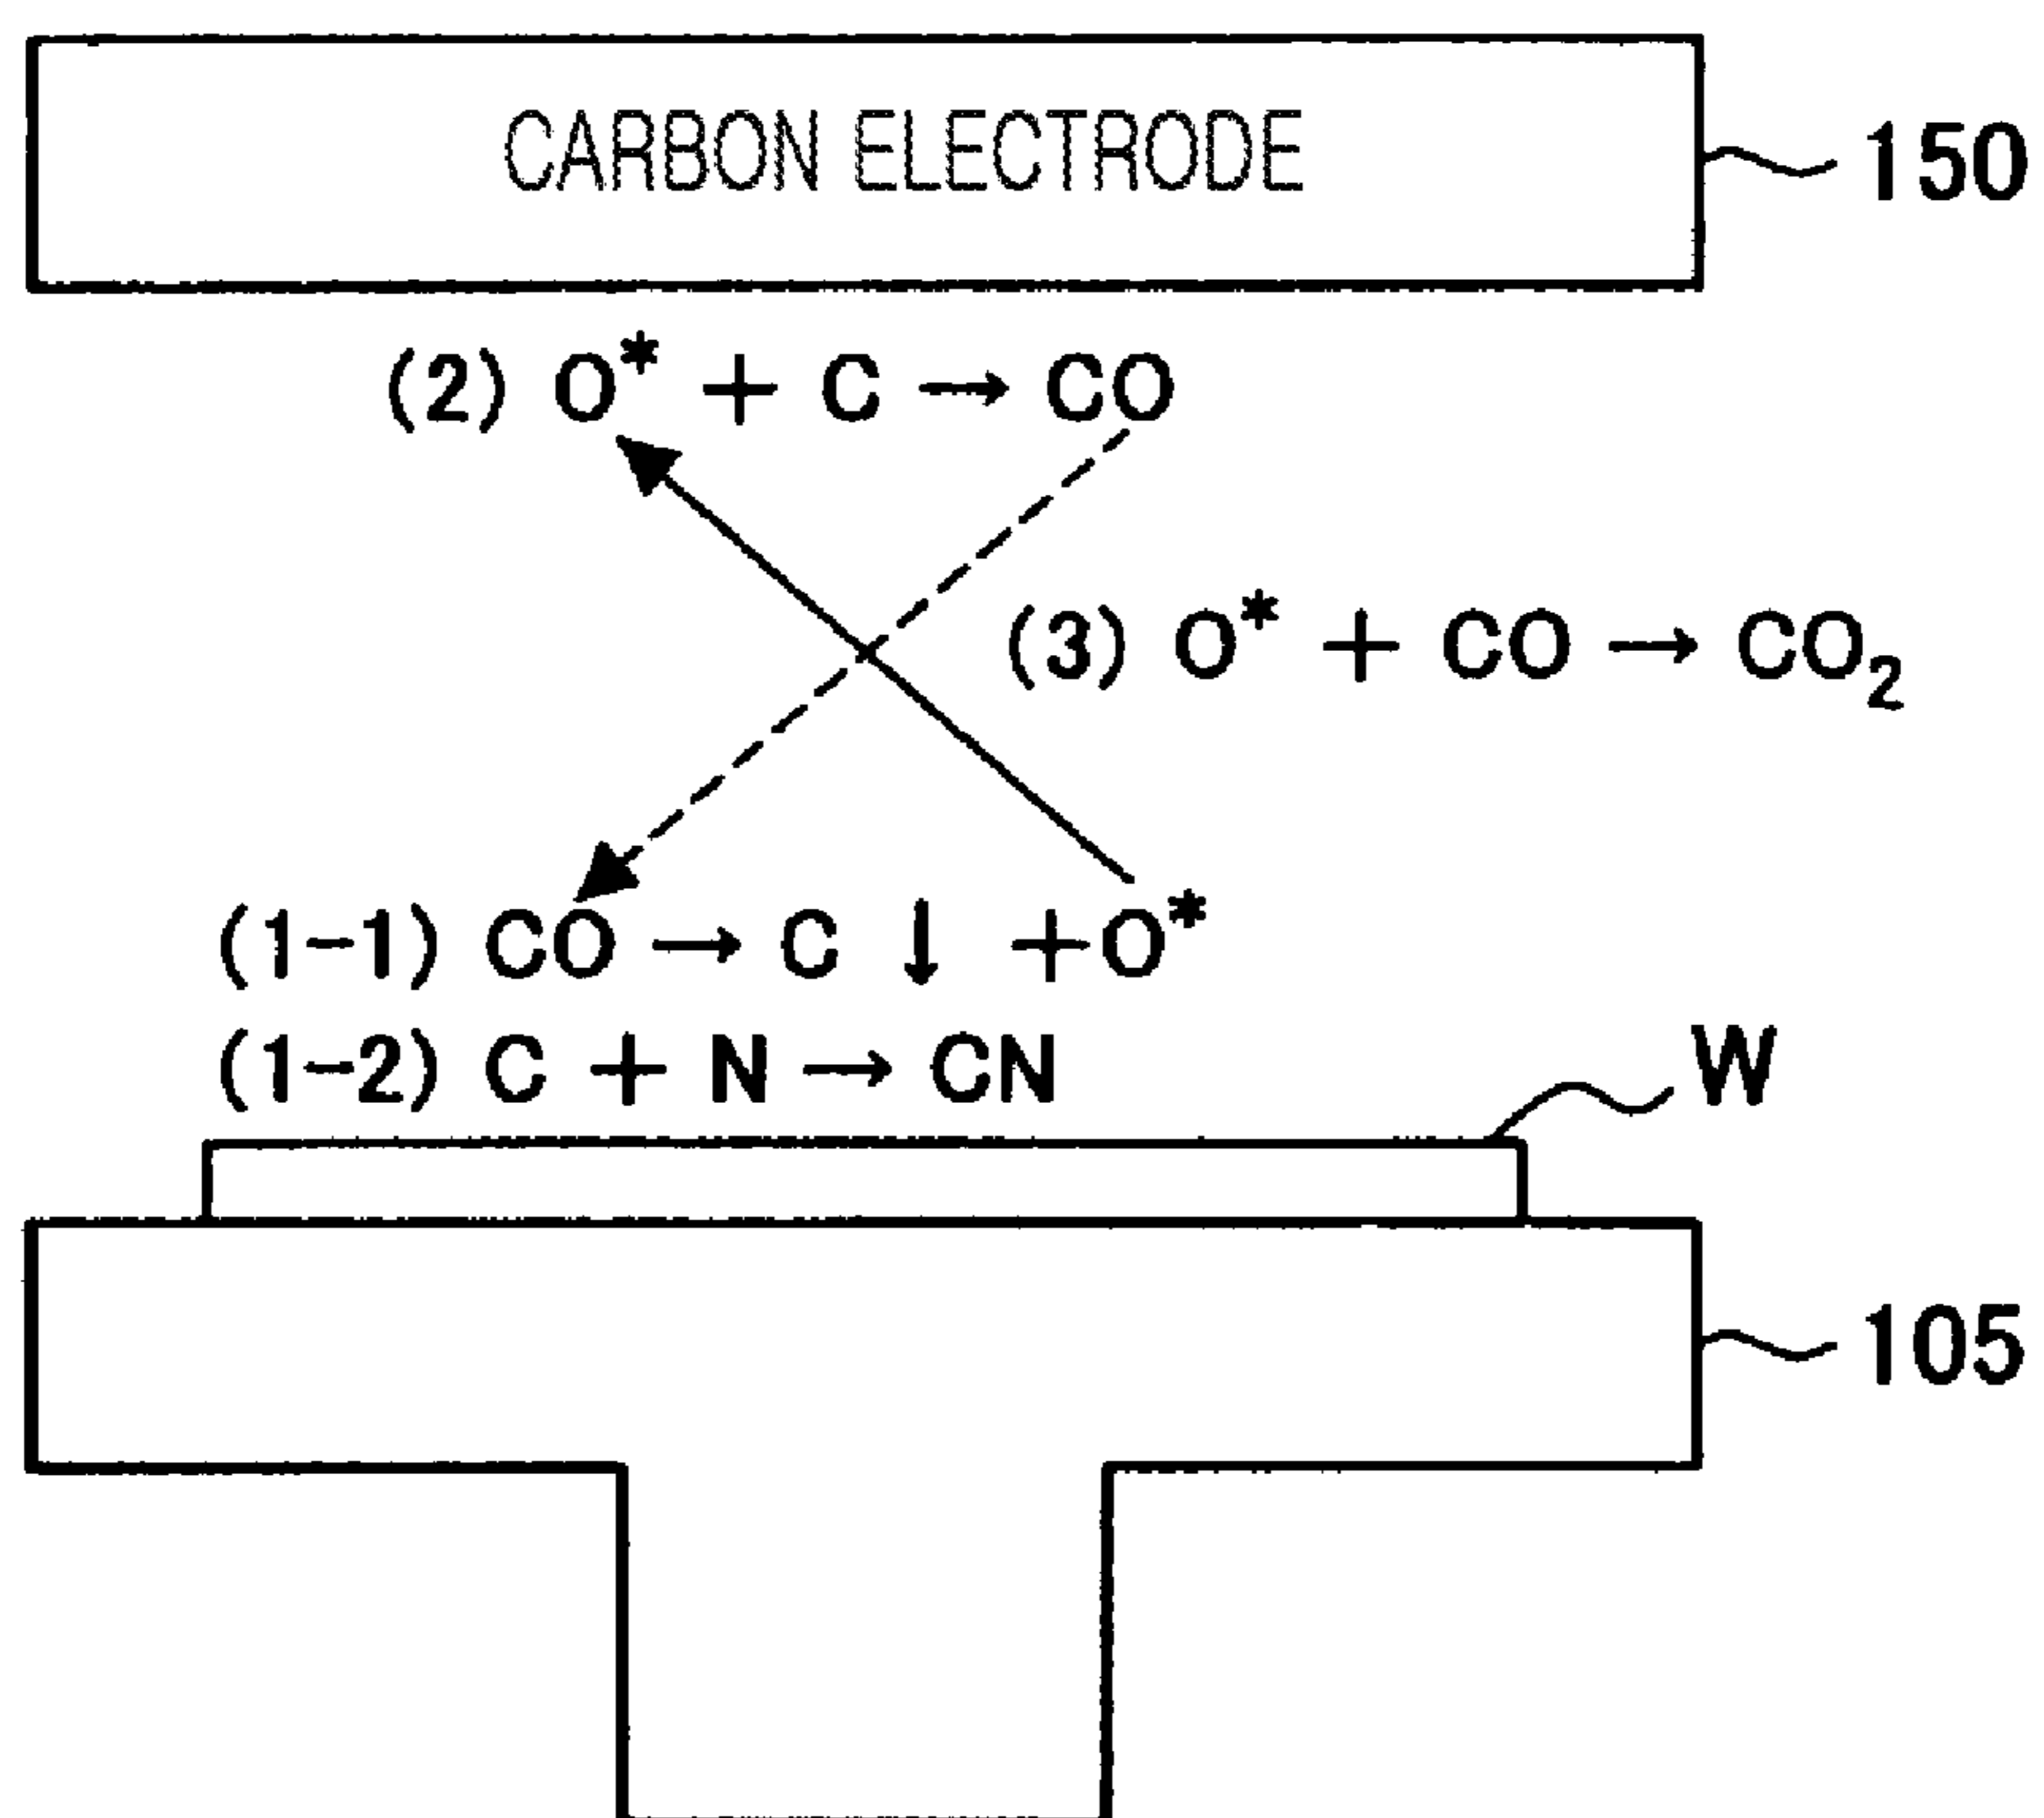 CARBON ELECTRODE
150
(2) O* + C → CO
(3) O* + CO → CO₂
(1-1) CO → C ↓ +O*
(1-2) C + N → CN
W
105